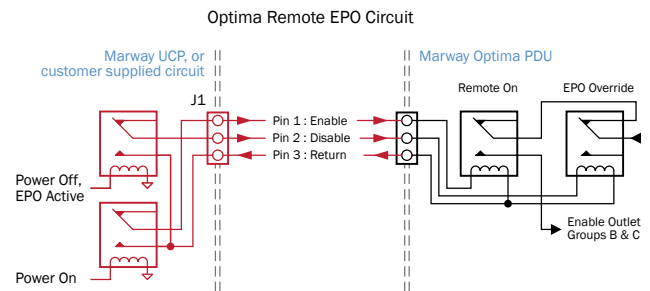 Optima Remote EPO Circuit
Marway UCP, or
customer supplied circuit
Marway Optima PDU
J1
Remote On
EPO Override
Pin 1 : Enable
Pin 2 : Disable
Pin 3 : Return
Power Off,
EPO Active
Power On
Enable Outlet
Groups B & C